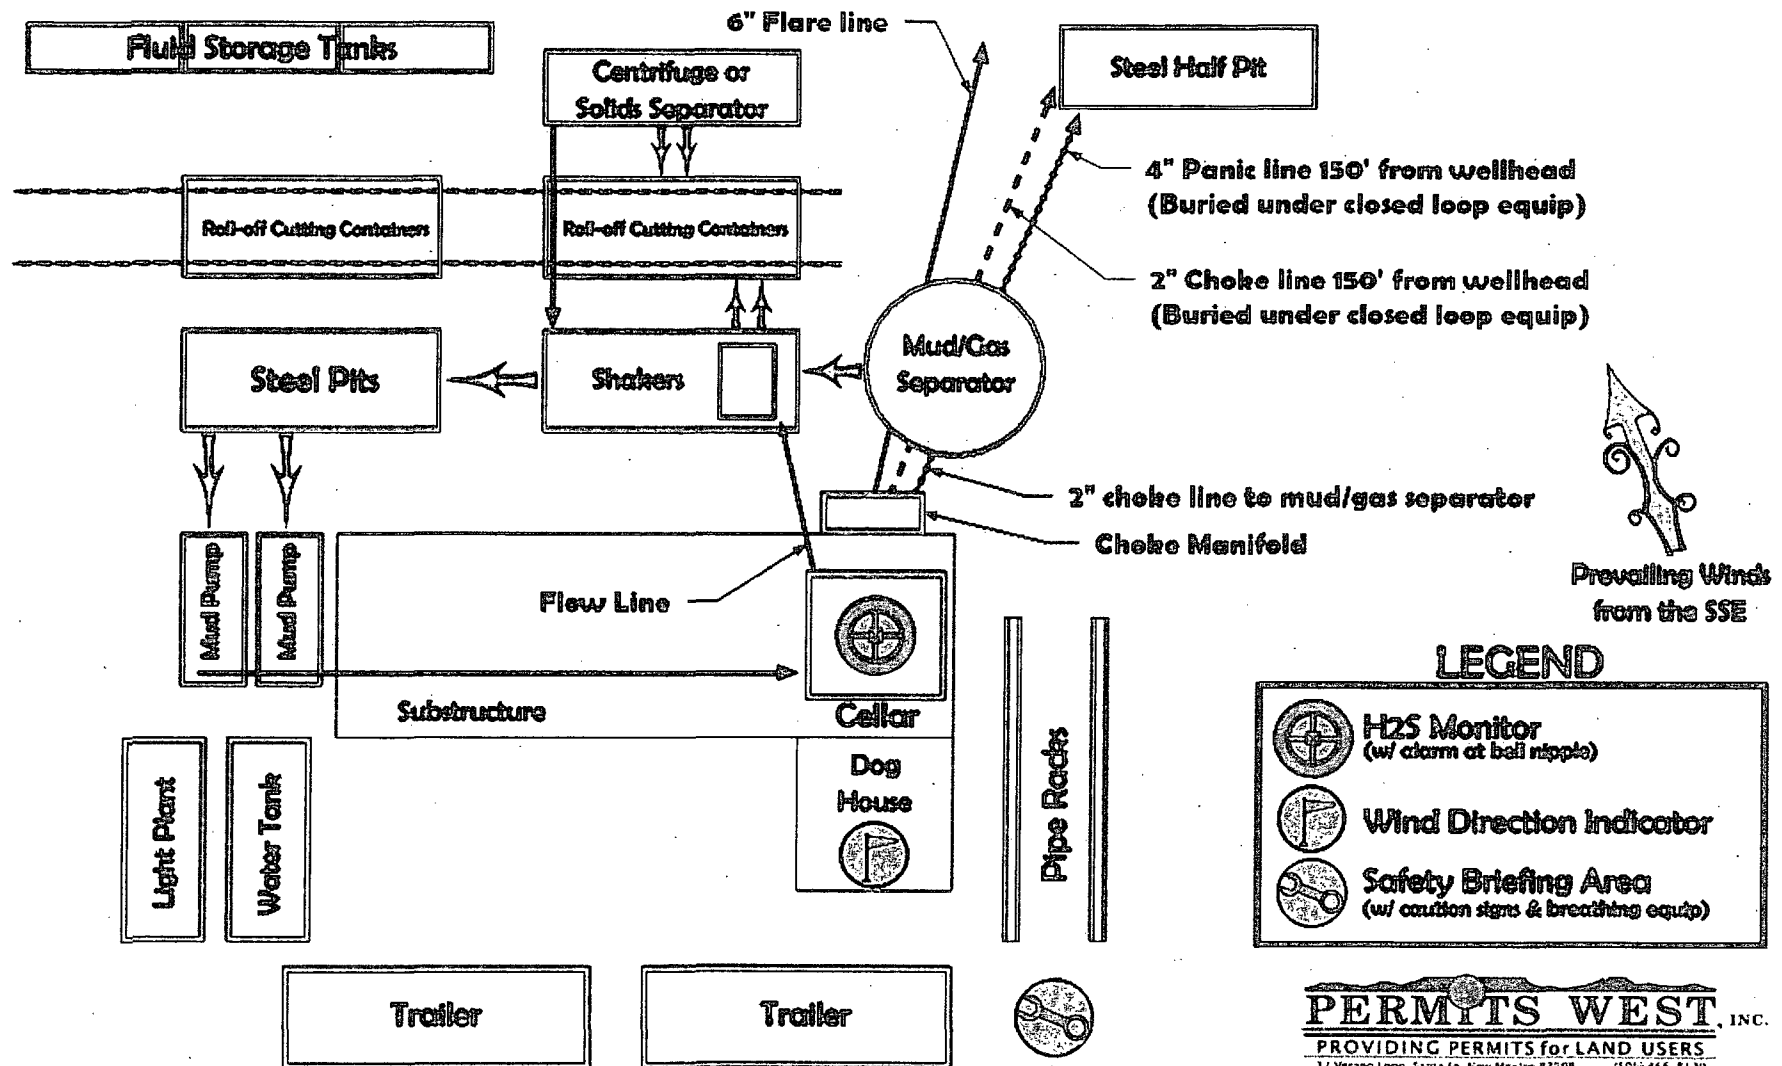 6" Flare line
Fluid Storage Tanks
Centrifuge or
Solids Separator
Steel Half Pit
4" Panic line 150' from wellhead
(Buried under closed loop equip)
Roll-off Cutting Containers
Roll-off Cutting Containers
2" Choke line 150' from wellhead
(Buried under closed loop equip)
Mud/Gas
Separator
Steel Pits
Shakers
2" choke line to mud/gas separator
Choke Manifold
Mud Pump
Mud Pump
Flow Line
Prevailing Winds
from the SSE
Substructure
Cellar
LEGEND
H2S Monitor
(w/ alarm at bell nipple)
Wind Direction Indicator
Safety Briefing Area
(w/ caution signs & breathing equip)
Dog
House
Pipe Racks
Light Plant
Water Tank
Trailer
Trailer
PERMITS WEST, INC.
PROVIDING PERMITS for LAND USERS